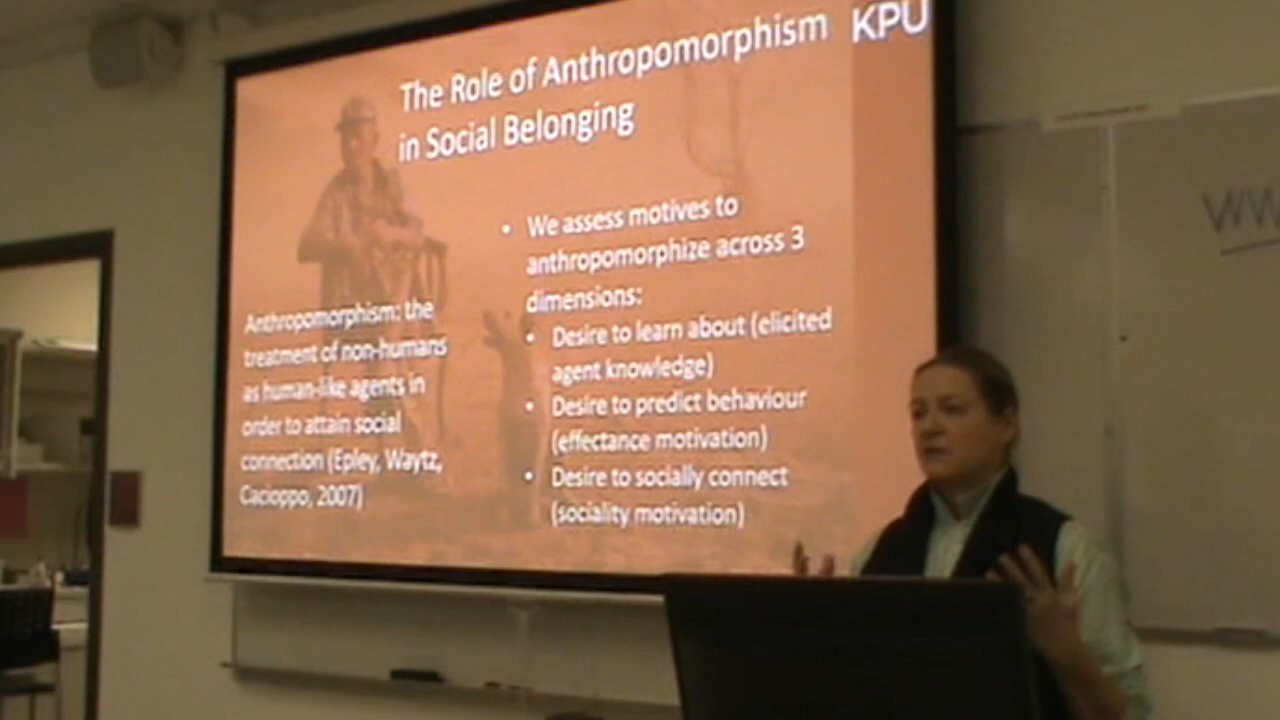 The Role of Anthropomorphism
in Social Belonging
KPU
Anthropomorphism: the
treatment of non-humans
as human-like agents in
order to attain social
connection (Epley, Waytz,
Cacioppo, 2007)
• We assess motives to
anthropomorphize across 3
dimensions:
• Desire to learn about (elicited
agent knowledge)
• Desire to predict behaviour
(effectance motivation)
• Desire to socially connect
(sociality motivation)